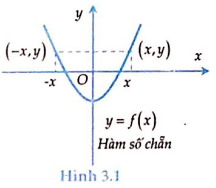 y
(-x, y)
(x, y)
x
-x
O
x
y = f(x)
Hàm số chẵn
Hình 3.1